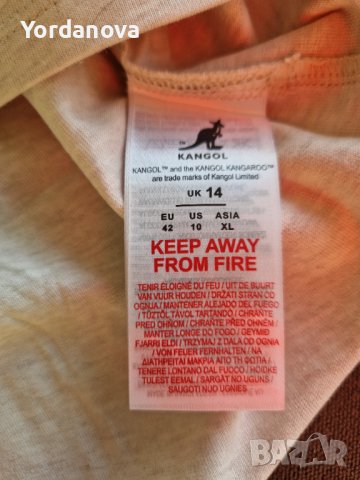 Yordanova
KANGOL
KANGOL™ and the KANGOL KANGAROO™
are trade marks of Kangol Limited
UK 14
EU US ASIA
42 10 XL
KEEP AWAY
FROM FIRE
TENIR ÉLOIGNÉ DU FEU / UIT DE BUURT
VAN VUUR HOUDEN / DRŽATI STRAN OD
OGNJA / MANTENER ALEJADO DEL FUEGO
/ TŰZTŐL TÁVOL TARTANDÓ / CHRAŇTE
PŘED OHNĚM / CHRÁŇTE PŘED OHNĚM /
MANTER LONGE DO FOGO / GEYMIÐ
FJARRI ELDI / TRZYMAĆ Z DALA OD OGNIA
/ VON FEUER FERNHALTEN / ΝΑ
ΔΙΑΤΗΡΕΙΤΑΙ ΜΑΚΡΙΑ ΑΠΟ ΤΗ ΦΩΤΙΑ /
TENERE LONTANO DAL FUOCO / HOIDKE
TULEST EEMAL / SARGĀT NO UGUNS /
SAUGOTI NUO UGNIES
BAZAR